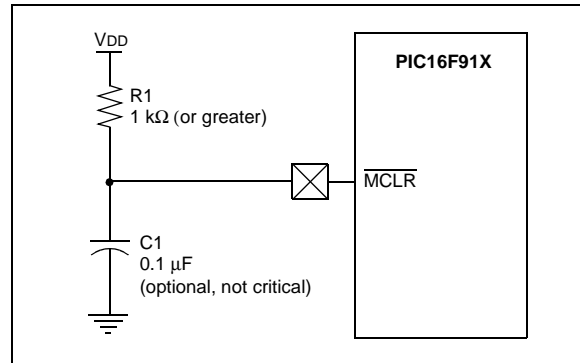 VDD
PIC16F91X
R1
1 kΩ (or greater)
MCLR
C1
0.1 μF
(optional, not critical)